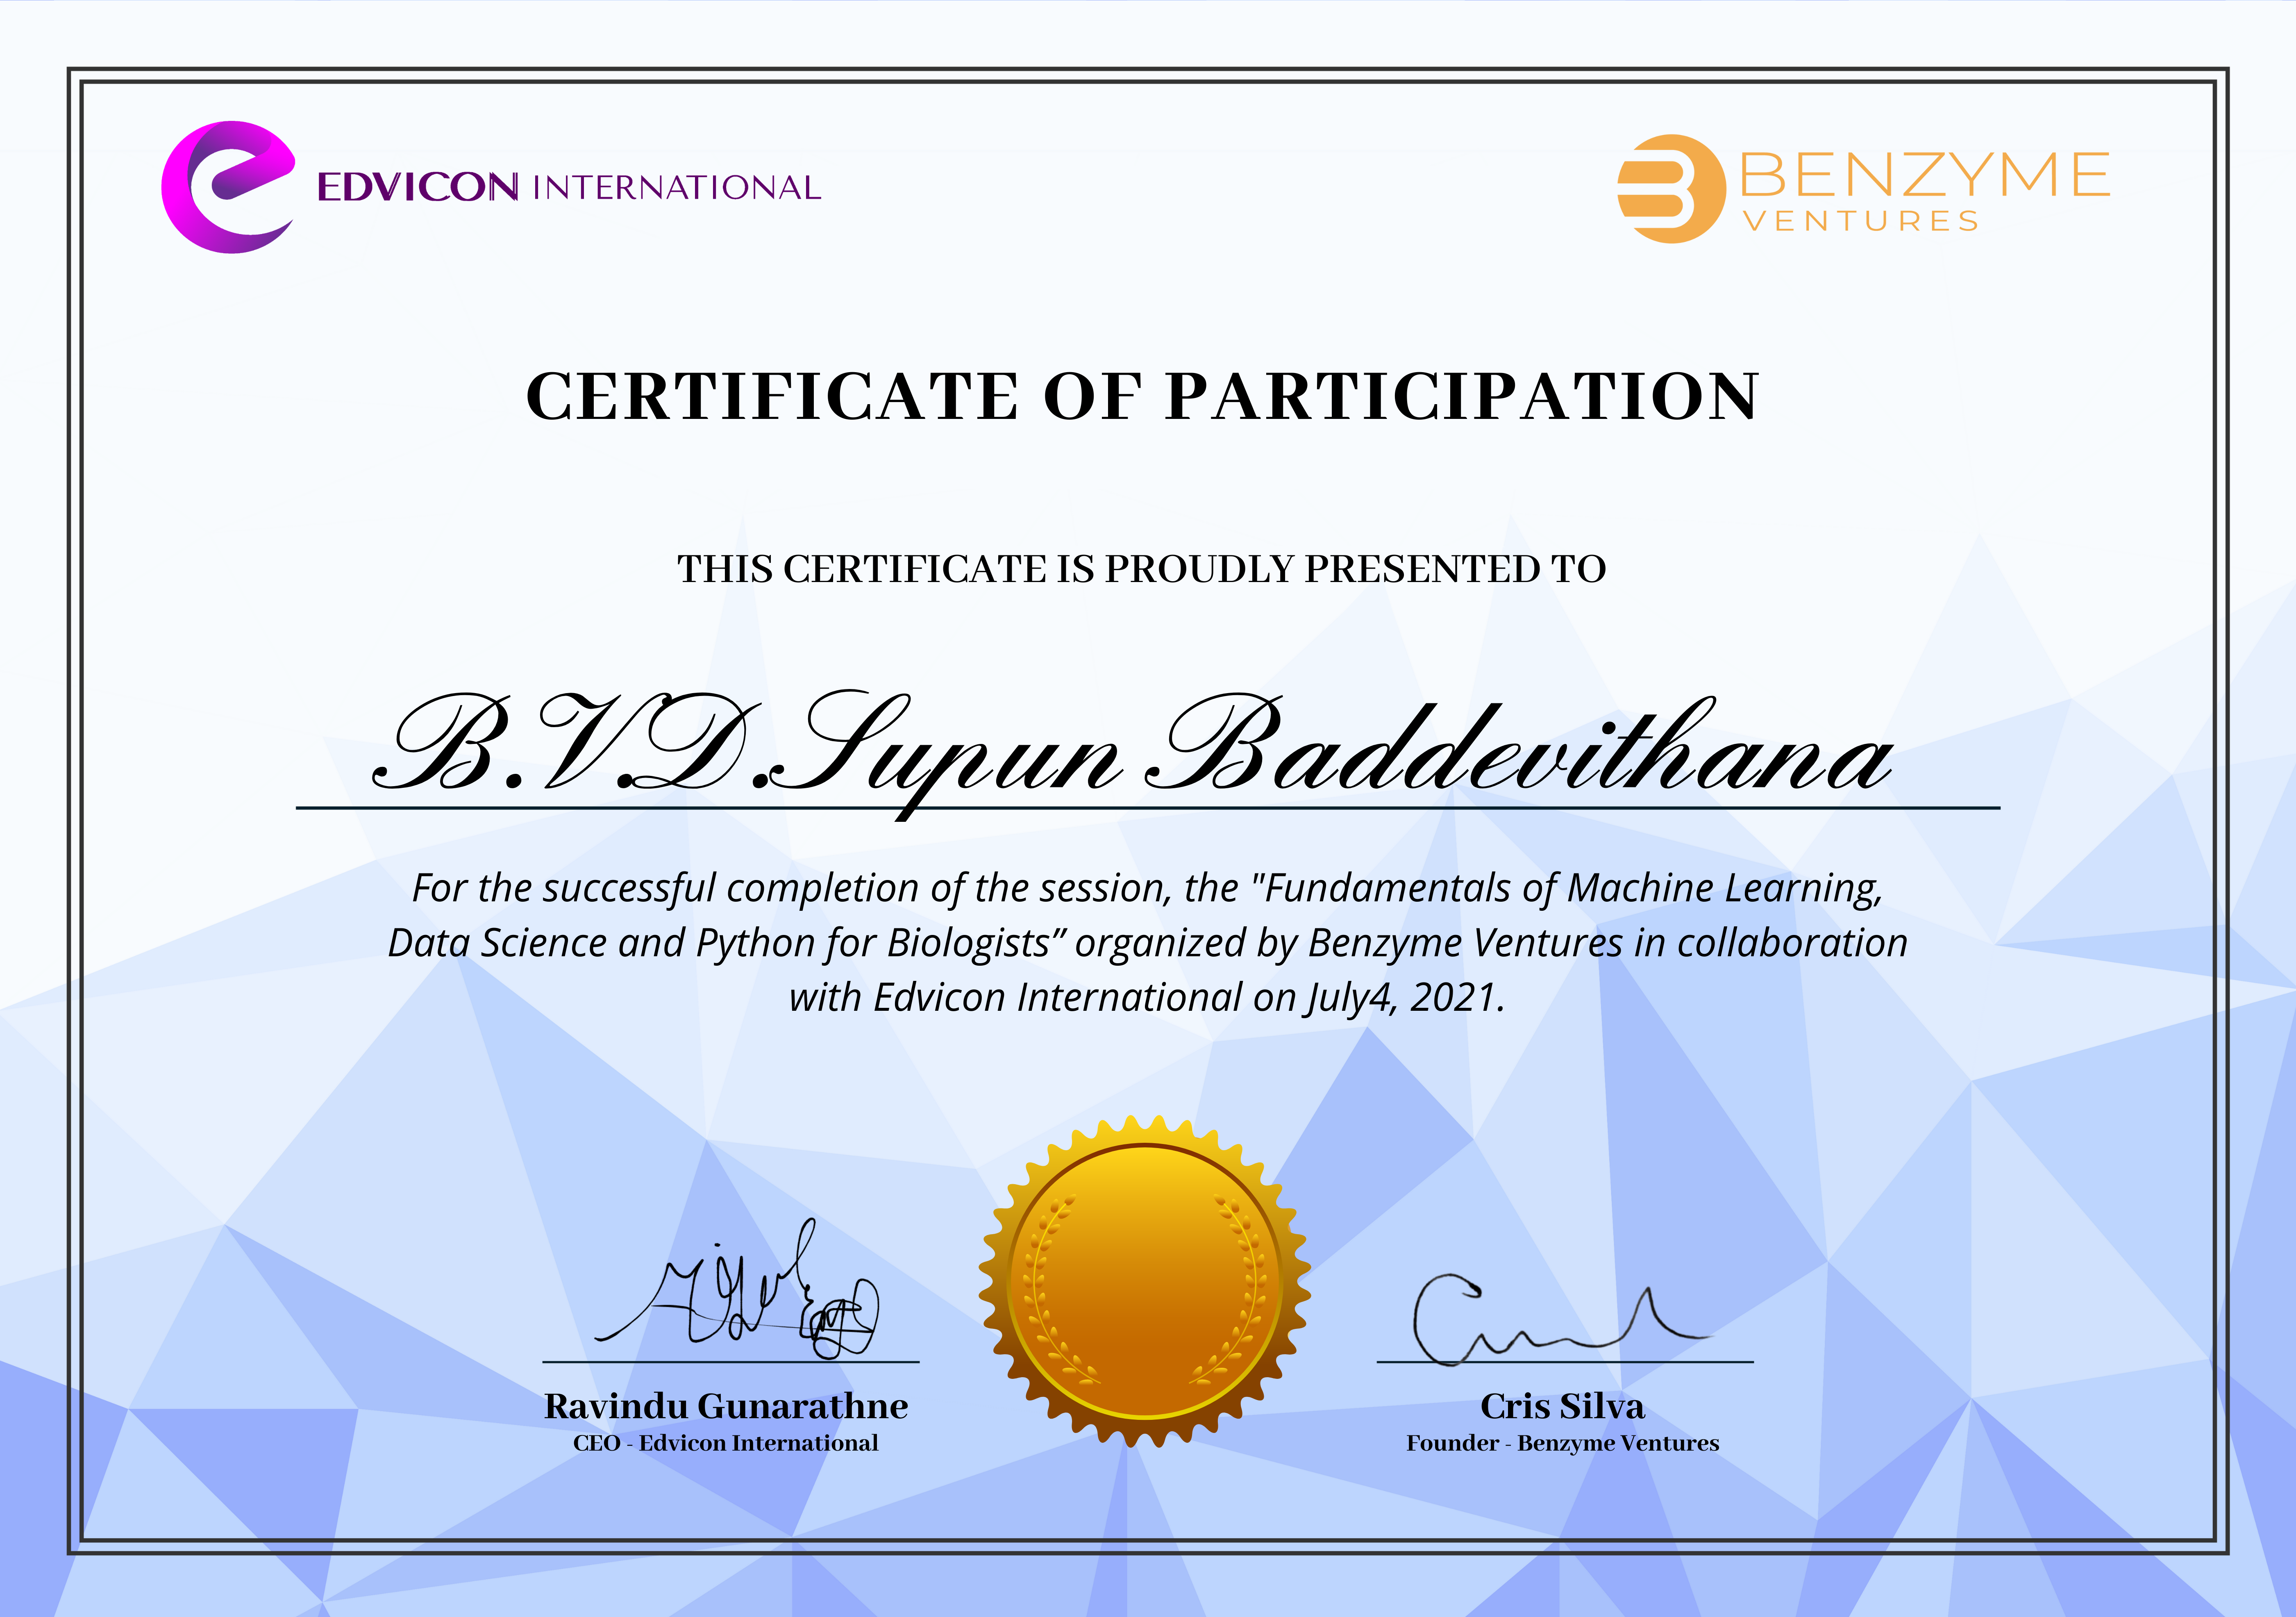 EDVICON INTERNATIONAL
BENZYME
VENTURES
CERTIFICATE OF PARTICIPATION
THIS CERTIFICATE IS PROUDLY PRESENTED TO
B.V.D.Supun Baddevithana
For the successful completion of the session, the "Fundamentals of Machine Learning,
Data Science and Python for Biologists” organized by Benzyme Ventures in collaboration
with Edvicon International on July4, 2021.
Ravindu Gunarathne
CEO - Edvicon International
Cris Silva
Founder - Benzyme Ventures